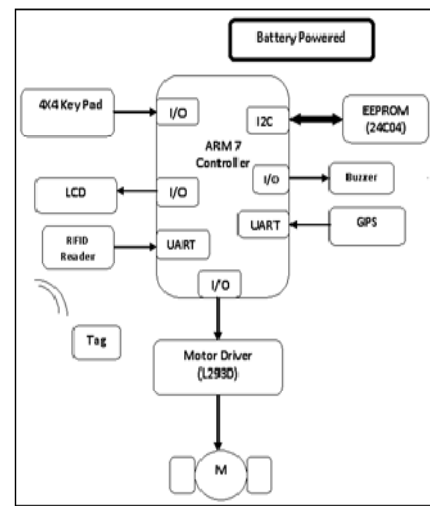 Battery Powered
4X4 Key Pad
I/O
I2C
EEPROM
(24C04)
ARM 7
Controller
LCD
I/O
I/O
Buzzer
RFID
Reader
UART
UART
GPS
I/O
Tag
Motor Driver
(L293D)
M